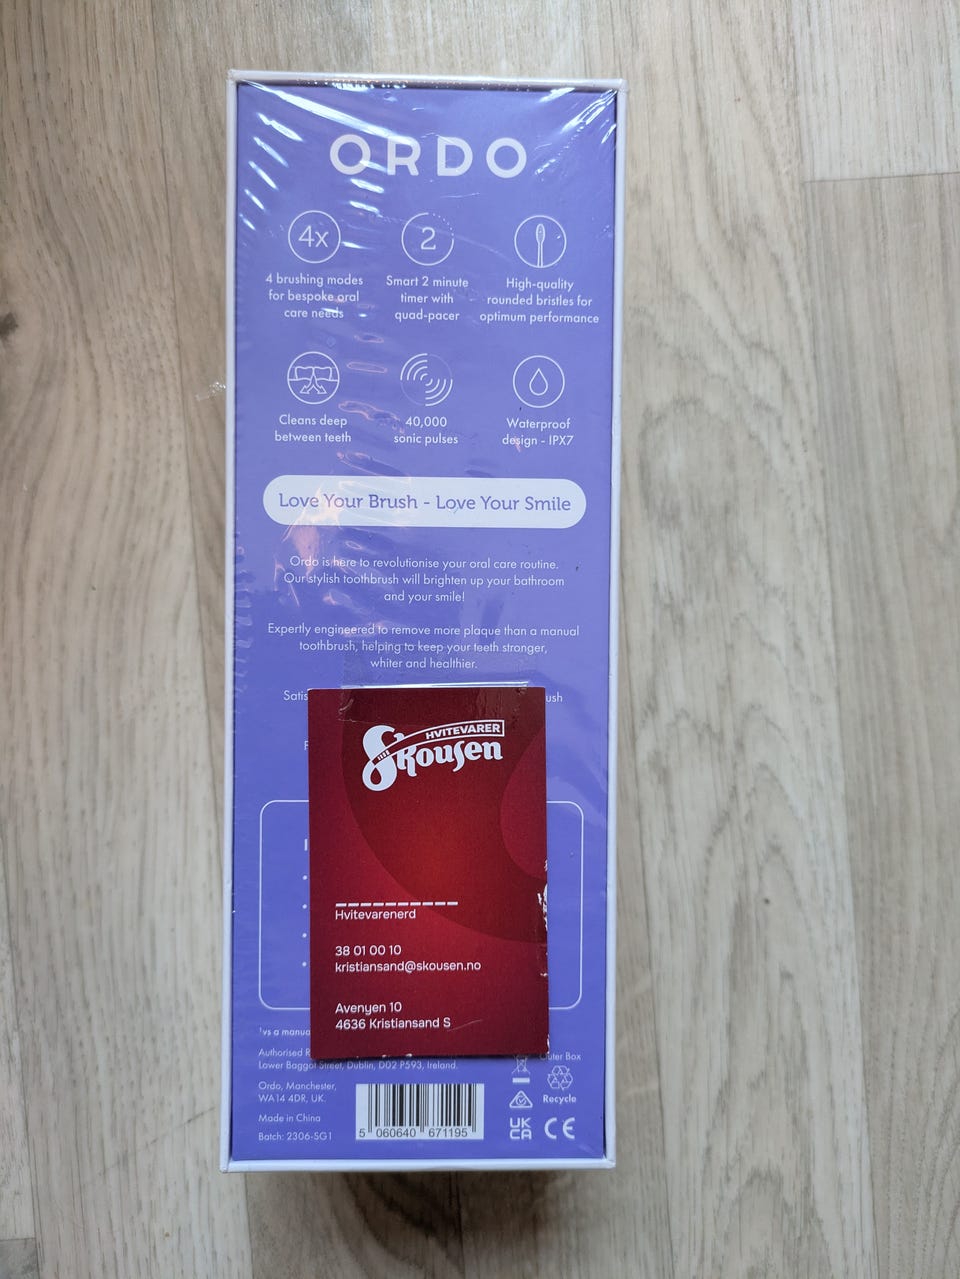 ORDO
4x
4 brushing modes
for bespoke oral
care needs
2
Smart 2 minute
timer with
quad-pacer
High-quality
rounded bristles for
optimum performance
Cleans deep
between teeth
40,000
sonic pulses
Waterproof
design - IPX7
Love Your Brush - Love Your Smile
Ordo is here to revolutionise your oral care routine.
Our stylish toothbrush will brighten up your bathroom
and your smile!
Expertly engineered to remove more plaque than a manual
toothbrush, helping to keep your teeth stronger,
whiter and healthier.
HVITEVARER
Skousen
Hvitevarenerd
38 01 00 10
kristiansand@skousen.no
Avenyen 10
4636 Kristiansand S
¹vs a
Authorised
Lower Baggot Street, Dublin, D02 P593, Ireland.
Ordo, Manchester,
WA14 4DR, UK.
Made in China
Batch: 2306-SG1
5 060640 671195
Outer Box
Recycle
UK
CA
CE